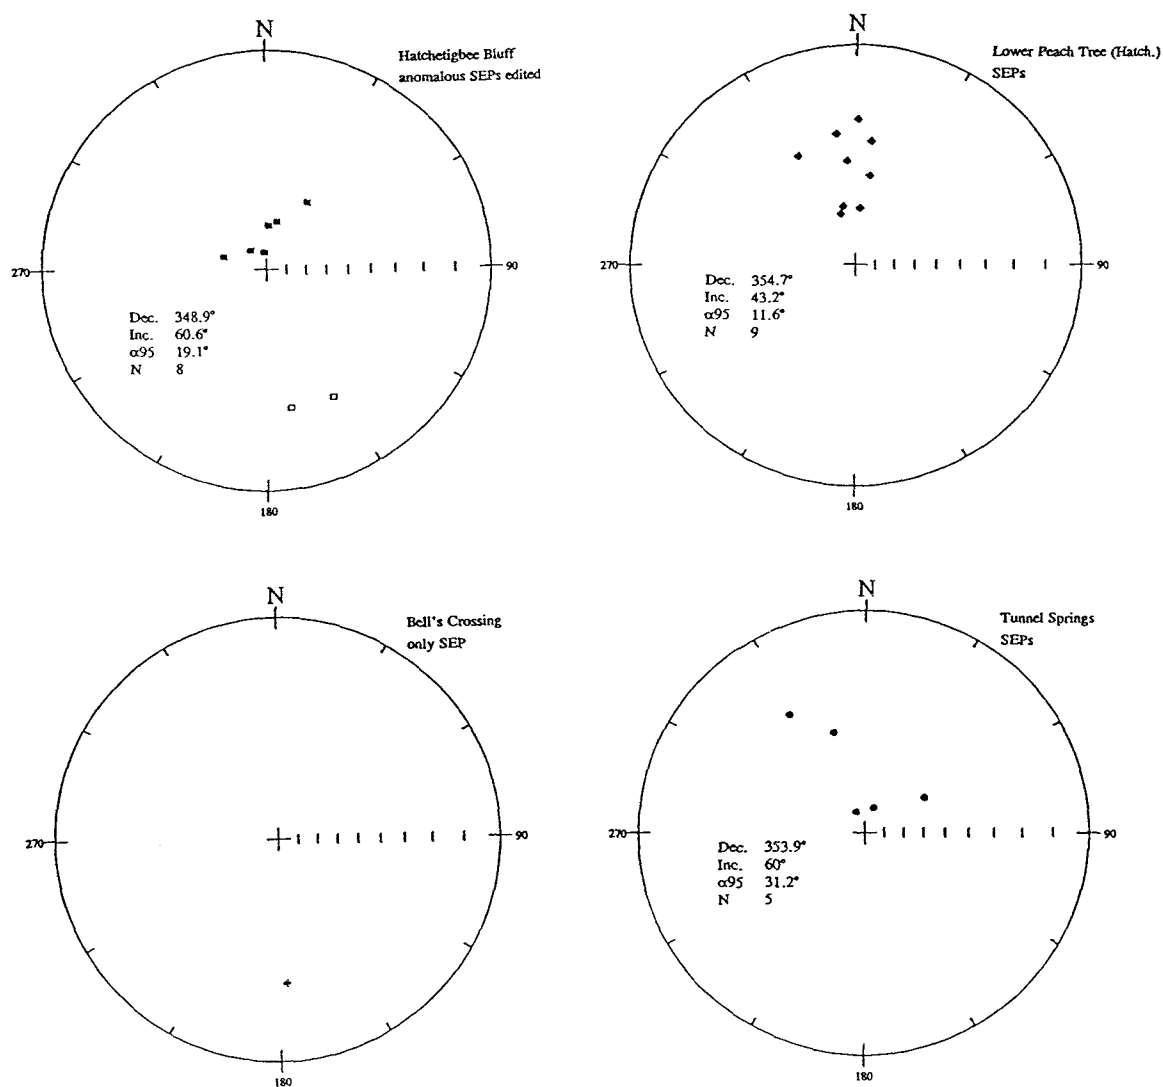 N
Hatchetigbee Bluff
anomalous SEPs edited
270
90
Dec. 348.9°
Inc. 60.6°
α95 19.1°
N 8
180
N
Lower Peach Tree (Hatch.)
SEPs
270
90
Dec. 354.7°
Inc. 43.2°
α95 11.6°
N 9
180
N
Bell's Crossing
only SEP
270
90
180
N
Tunnel Springs
SEPs
270
90
Dec. 353.9°
Inc. 60°
α95 31.2°
N 5
180